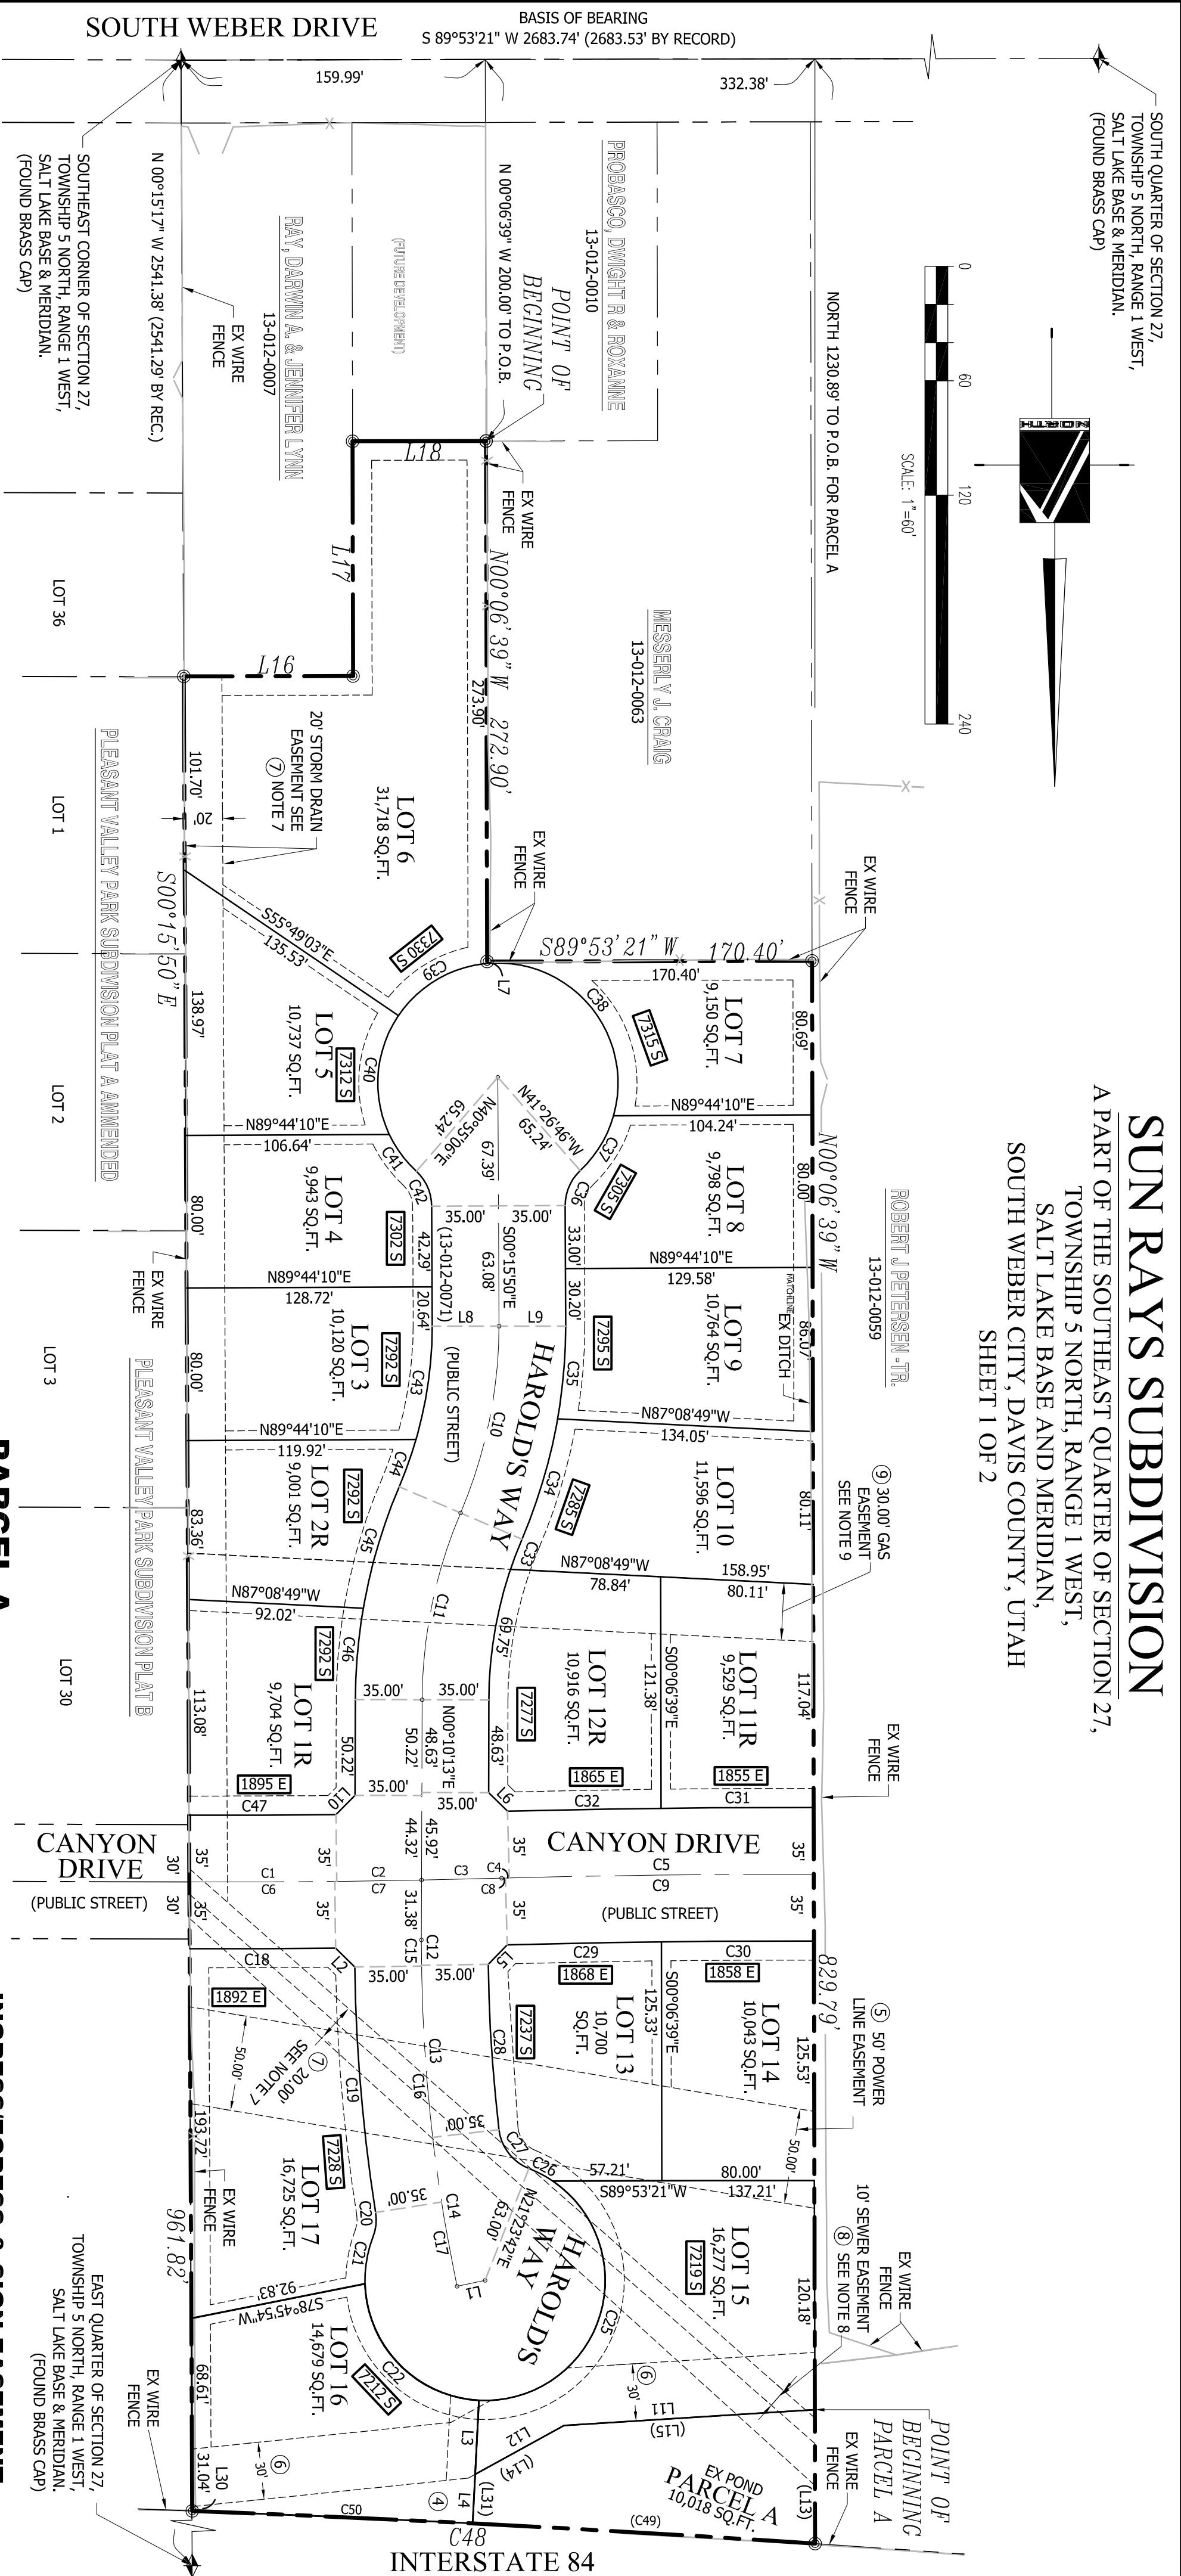 SUN RAYS SUBDIVISION
A PART OF THE SOUTHEAST QUARTER OF SECTION 27,
TOWNSHIP 5 NORTH, RANGE 1 WEST,
SALT LAKE BASE AND MERIDIAN,
SOUTH WEBER CITY, DAVIS COUNTY, UTAH
SHEET 1 OF 2
SOUTH WEBER DRIVE
BASIS OF BEARING
S 89°53'21" W 2683.74' (2683.53' BY RECORD)
159.99'
332.38'
SOUTH QUARTER OF SECTION 27,
TOWNSHIP 5 NORTH, RANGE 1 WEST,
SALT LAKE BASE & MERIDIAN.
(FOUND BRASS CAP)
SOUTHEAST CORNER OF SECTION 27,
TOWNSHIP 5 NORTH, RANGE 1 WEST,
SALT LAKE BASE & MERIDIAN.
(FOUND BRASS CAP)
N 00°15'17" W 2541.38' (2541.29' BY REC.)
EX WIRE
FENCE
RAY, DARWIN A. & JENNIFER LYNN
13-012-0007
(FUTURE DEVELOPMENT)
N 00°06'39" W 200.00' TO P.O.B.
POINT OF
BEGINNING
PROBASCO, DWIGHT R & ROXANNE
13-012-0010
NORTH 1230.89' TO P.O.B. FOR PARCEL A
0
60
120
240
SCALE: 1"=60'
NORTH
L18
L17
L16
EX WIRE
FENCE
N00°06'39"W 272.90'
273.90'
MESSERLY J. CRAIG
13-012-0063
LOT 36
LOT 1
LOT 2
LOT 3
LOT 30
PLEASANT VALLEY PARK SUBDIVISION PLAT A AMMENDED
PLEASANT VALLEY PARK SUBDIVISION PLAT B
20' STORM DRAIN
EASEMENT SEE
7 NOTE 7
101.70'
20'
S00°15'50"E
138.97'
80.00'
80.00'
83.36'
113.08'
EX WIRE
FENCE
LOT 6
31,718 SQ.FT.
7330 S
S55°49'03"E
135.53'
C39
EX WIRE
FENCE
EX WIRE
FENCE
S89°53'21"W 170.40'
170.40'
L7
LOT 5
10,737 SQ.FT.
7312 S
C40
N89°44'10"E
106.64'
LOT 7
9,150 SQ.FT.
7315 S
C38
80.69'
N89°44'10"E
104.24'
N41°26'46"W
65.24'
N40°55'06"E
65.24'
67.39'
C41
C42
C37
C36
LOT 4
9,943 SQ.FT.
7302 S
42.29'
N89°44'10"E
128.72'
LOT 8
9,798 SQ.FT.
7305 S
80.00'
N00°06'39"W
33.00'
N89°44'10"E
129.58'
35.00'
35.00'
S00°15'50"E
63.08'
(13-012-0071)
L8
L9
ROBERT J PETERSEN -TR.
13-012-0059
LOT 3
10,120 SQ.FT.
7292 S
20.64'
C43
N89°44'10"E
119.92'
LOT 9
10,764 SQ.FT.
7295 S
30.20'
C35
MATCHLINE
EX DITCH
86.07'
N87°08'49"W
134.05'
(PUBLIC STREET)
C10
HAROLD'S WAY
LOT 2R
9,001 SQ.FT.
7292 S
C44
C45
N87°08'49"W
92.02'
LOT 10
11,596 SQ.FT.
7285 S
C34
C33
80.11'
9 30.00' GAS
EASEMENT
SEE NOTE 9
N87°08'49"W
158.95'
78.84'
80.11'
C11
LOT 1R
9,704 SQ.FT.
7292 S
1895 E
C46
50.22'
L10
C47
LOT 12R
10,916 SQ.FT.
7277 S
1865 E
69.75'
48.63'
121.38'
S00°06'39"E
L6
C32
LOT 11R
9,529 SQ.FT.
1855 E
117.04'
C31
EX WIRE
FENCE
35.00'
35.00'
N00°10'13"E
48.63'
50.22'
35.00'
35.00'
45.92'
44.32'
CANYON
DRIVE
(PUBLIC STREET)
CANYON DRIVE
(PUBLIC STREET)
30'
30'
35'
35'
35'
35'
35'
35'
35'
35'
C1
C6
C2
C7
C3
C4
C8
C5
C9
31.38'
C15
C12
35.00'
35.00'
C18
L2
L5
C29
C30
829.79'
LOT 17
16,725 SQ.FT.
7228 S
1892 E
50.00'
7 20.00'
SEE NOTE 7
C19
193.72'
C20
C21
S78°45'54"W
92.83'
EX WIRE
FENCE
LOT 13
10,700
SQ.FT.
7237 S
1868 E
C28
125.33'
S00°06'39"E
LOT 14
10,043 SQ.FT.
1858 E
125.53'
5 50' POWER
LINE EASEMENT
50.00'
C13
C16
35.00'
35.00'
C14
C17
C27
C26
57.21'
80.00'
S89°53'21"W
137.21'
N21°23'42"E
63.00'
HAROLD'S
WAY
L1
LOT 15
16,277 SQ.FT.
7219 S
120.18'
C25
10' SEWER EASEMENT
8 SEE NOTE 8
EX WIRE
FENCE
LOT 16
14,679 SQ.FT.
7212 S
C22
961.82'
68.61'
31.04'
L30
6
30'
6
30'
L11
(L15)
L12
(L14)
L3
L4
(L31)
4
C50
C48
(C49)
(L13)
EX POND
PARCEL A
10,018 SQ.FT.
POINT OF
BEGINNING
PARCEL A
EX WIRE
FENCE
EX WIRE
FENCE
INTERSTATE 84
EAST QUARTER OF SECTION 27,
TOWNSHIP 5 NORTH, RANGE 1 WEST,
SALT LAKE BASE & MERIDIAN.
(FOUND BRASS CAP)
PARCEL A